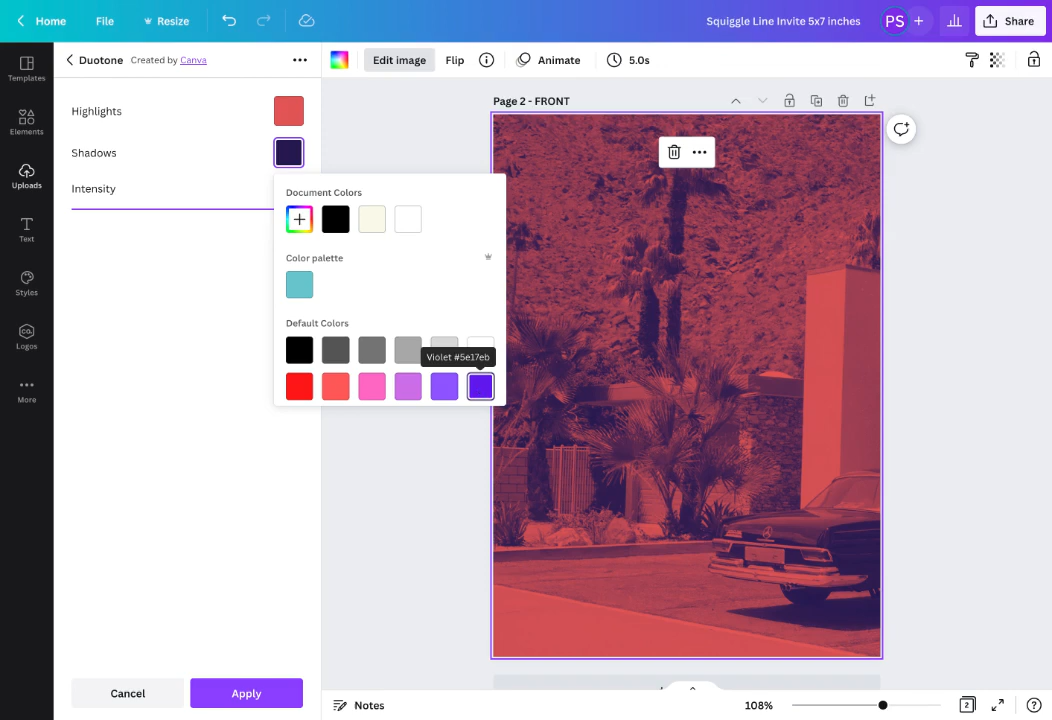 Home File Resize Squiggle Line Invite 5x7 inches PS Share
Templates
Elements
Uploads
Text
Styles
CO.
Logos
More
Duotone Created by Canva
Highlights
Shadows
Intensity
Document Colors
Color palette
Default Colors
Violet #5e17eb
Cancel Apply
Edit image Flip Animate 5.0s
Page 2 - FRONT
Notes 108% 2